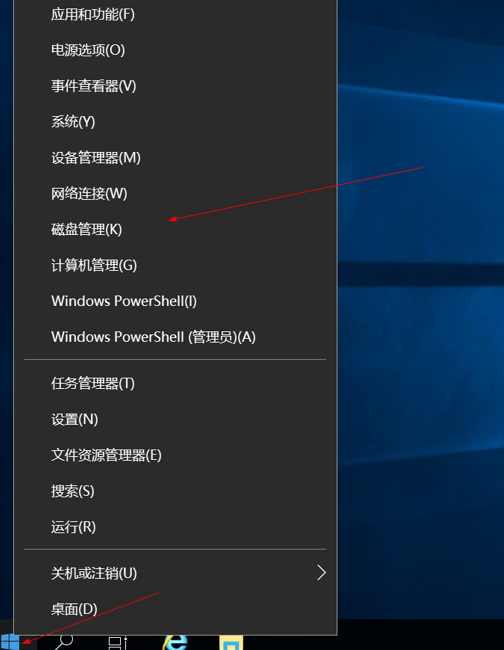 应用和功能(F)
电源选项(O)
事件查看器(V)
系统(Y)
设备管理器(M)
网络连接(W)
磁盘管理(K)
计算机管理(G)
Windows PowerShell(I)
Windows PowerShell (管理员)(A)
任务管理器(T)
设置(N)
文件资源管理器(E)
搜索(S)
运行(R)
关机或注销(U)
桌面(D)